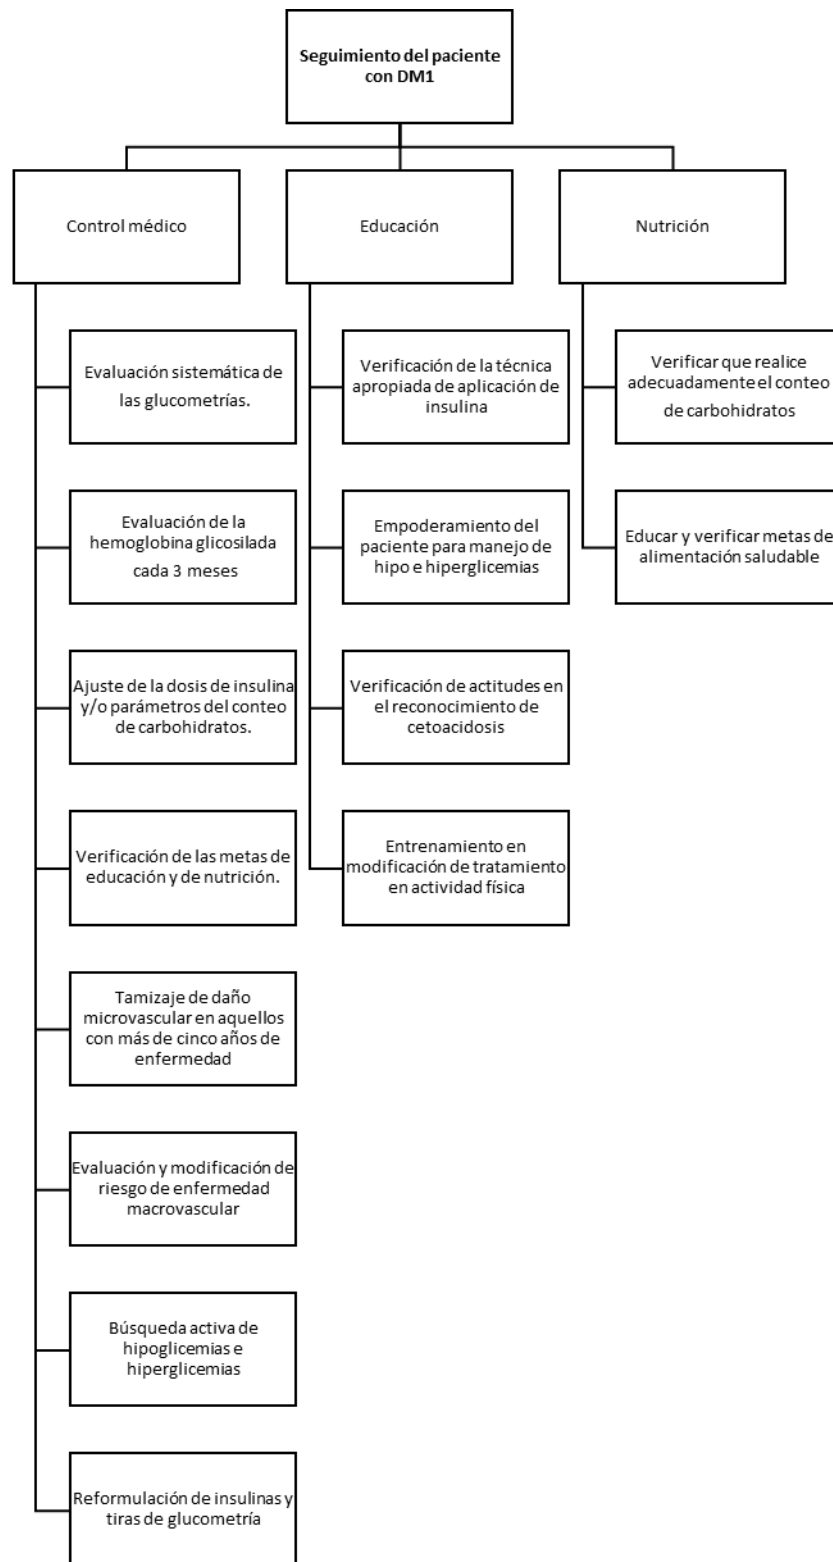 Seguimiento del paciente
con DM1
Control médico
Educación
Nutrición
Evaluación sistemática de
las glucometrías.
Evaluación de la
hemoglobina glicosilada
cada 3 meses
Ajuste de la dosis de insulina
y/o parámetros del conteo
de carbohidratos.
Verificación de las metas de
educación y de nutrición.
Tamizaje de daño
microvascular en aquellos
con más de cinco años de
enfermedad
Evaluación y modificación de
riesgo de enfermedad
macrovascular
Búsqueda activa de
hipoglicemias e
hiperglicemias
Reformulación de insulinas y
tiras de glucometría
Verificación de la técnica
apropiada de aplicación de
insulina
Empoderamiento del
paciente para manejo de
hipo e hiperglicemias
Verificación de actitudes en
el reconocimiento de
cetoacidosis
Entrenamiento en
modificación de tratamiento
en actividad física
Verificar que realice
adecuadamente el conteo
de carbohidratos
Educar y verificar metas de
alimentación saludable